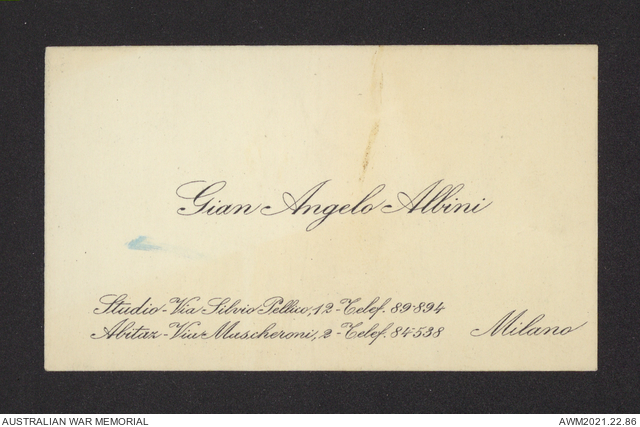 Gian Angelo Albini
Studio - Via Silvio Pellico, 12 - Telef. 89-894
Abitaz - Via Mascheroni, 2 - Telef. 84-538
Milano
AUSTRALIAN WAR MEMORIAL
AWM2021.22.86